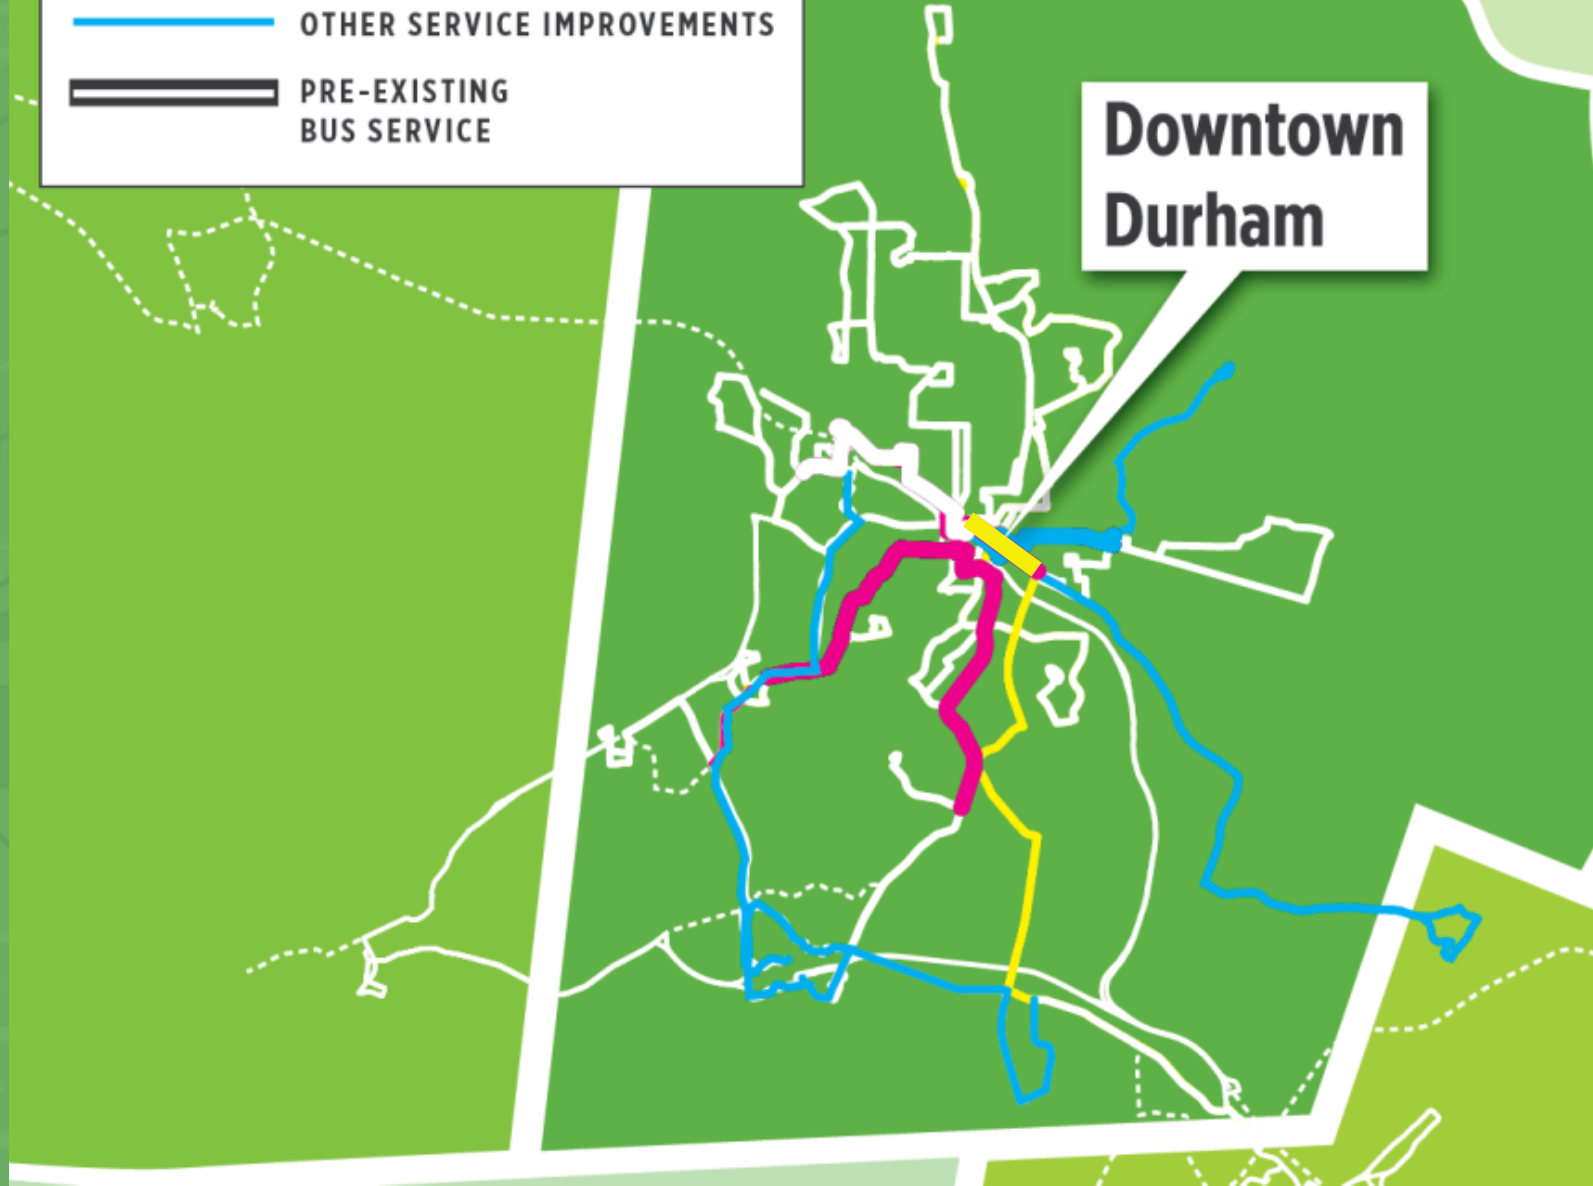 OTHER SERVICE IMPROVEMENTS
PRE-EXISTING
BUS SERVICE
Downtown
Durham